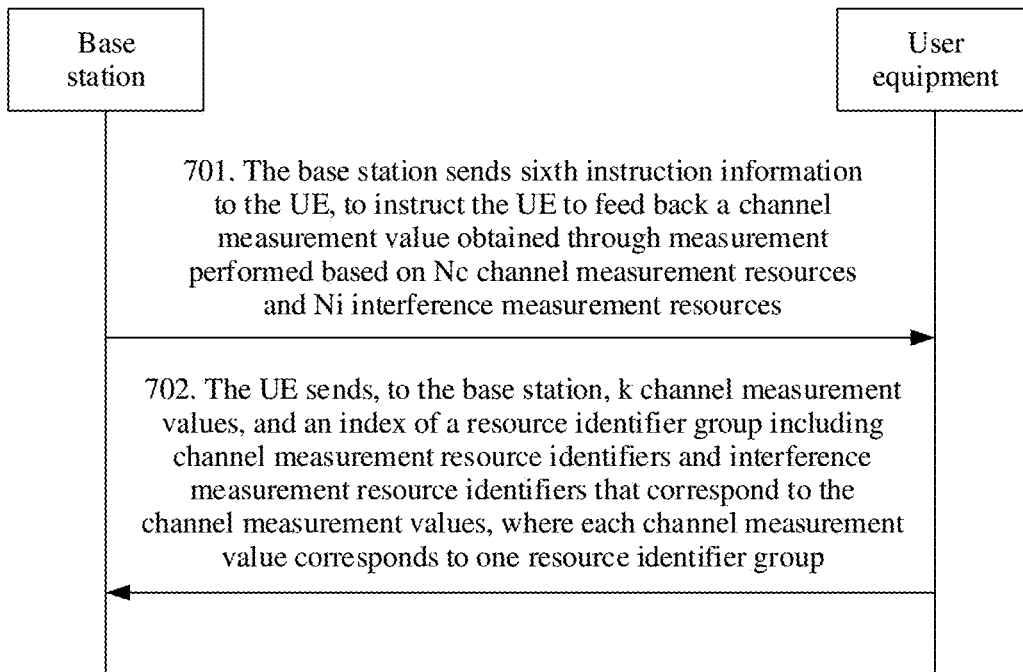 Base
station
User
equipment
701. The base station sends sixth instruction information
to the UE, to instruct the UE to feed back a channel
measurement value obtained through measurement
performed based on Nc channel measurement resources
and Ni interference measurement resources
702. The UE sends, to the base station, k channel measurement
values, and an index of a resource identifier group including
channel measurement resource identifiers and interference
measurement resource identifiers that correspond to the
channel measurement values, where each channel measurement
value corresponds to one resource identifier group